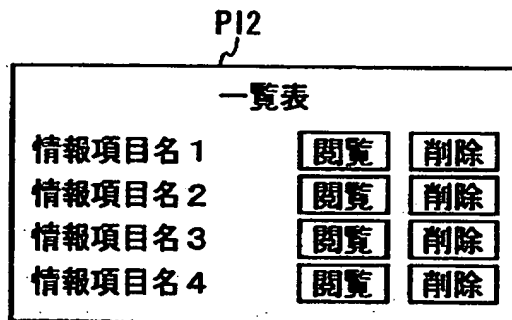 PI2
一覧表
情報項目名1 閲覧 削除
情報項目名2 閲覧 削除
情報項目名3 閲覧 削除
情報項目名4 閲覧 削除